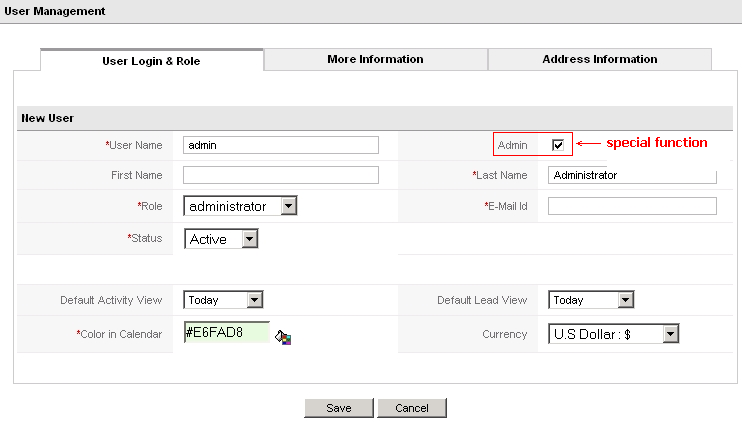 User Management
User Login & Role More Information Address Information
New User
*User Name admin Admin special function
First Name *Last Name Administrator
*Role administrator *E-Mail Id
*Status Active
Default Activity View Today Default Lead View Today
*Color in Calendar #E6FAD8 Currency U.S Dollar : $
Save Cancel